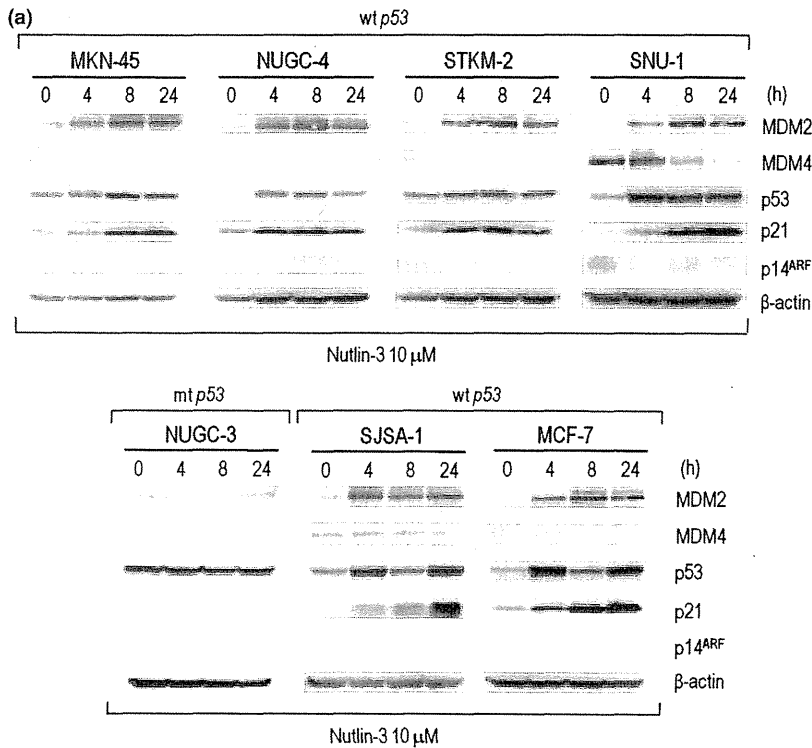 (a)
wt p53
MKN-45 NUGC-4 STKM-2 SNU-1
0 4 8 24 0 4 8 24 0 4 8 24 0 4 8 24 (h)
MDM2
MDM4
p53
p21
p14ARF
β-actin
Nutlin-3 10 μM
mt p53 wt p53
NUGC-3 SJSA-1 MCF-7
0 4 8 24 0 4 8 24 0 4 8 24 (h)
MDM2
MDM4
p53
p21
p14ARF
β-actin
Nutlin-3 10 μM